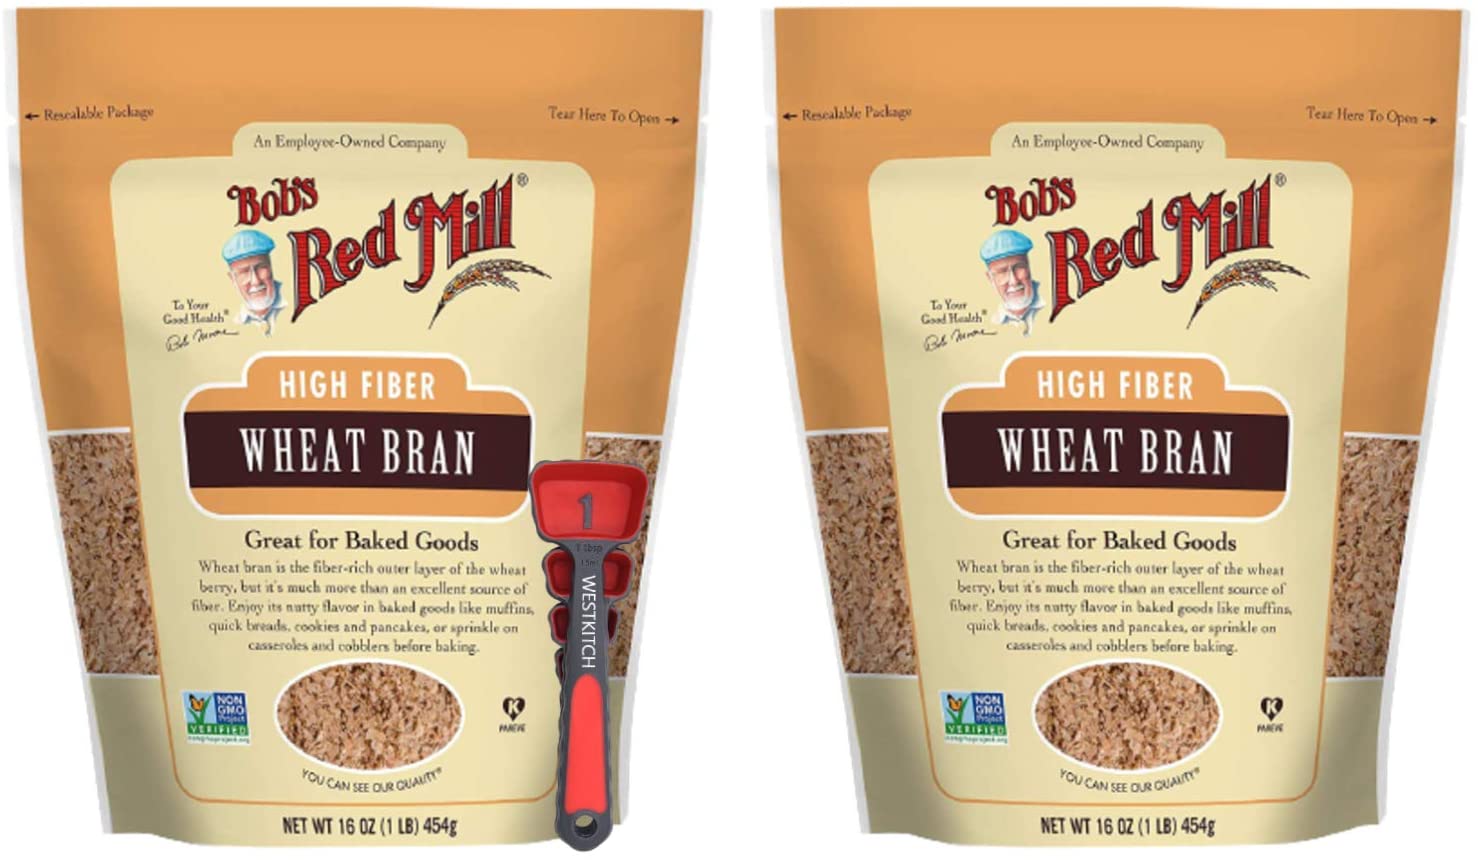 ← Resealable Package
Tear Here To Open →
An Employee-Owned Company
Bob's
Red Mill®
To Your
Good Health®
Bob Moore
HIGH FIBER
WHEAT BRAN
Great for Baked Goods
Wheat bran is the fiber-rich outer layer of the wheat
berry, but it's much more than an excellent source of
fiber. Enjoy its nutty flavor in baked goods like muffins,
quick breads, cookies and pancakes, or sprinkle on
casseroles and cobblers before baking.
NON
GMO
Project
VERIFIED
nongmoproject.org
K
PAREVE
YOU CAN SEE OUR QUALITY®
NET WT 16 OZ (1 LB) 454g
1
1 tbsp
15ml
WESTKITCH
← Resealable Package
Tear Here To Open →
An Employee-Owned Company
Bob's
Red Mill®
To Your
Good Health®
Bob Moore
HIGH FIBER
WHEAT BRAN
Great for Baked Goods
Wheat bran is the fiber-rich outer layer of the wheat
berry, but it's much more than an excellent source of
fiber. Enjoy its nutty flavor in baked goods like muffins,
quick breads, cookies and pancakes, or sprinkle on
casseroles and cobblers before baking.
NON
GMO
Project
VERIFIED
nongmoproject.org
K
PAREVE
YOU CAN SEE OUR QUALITY®
NET WT 16 OZ (1 LB) 454g